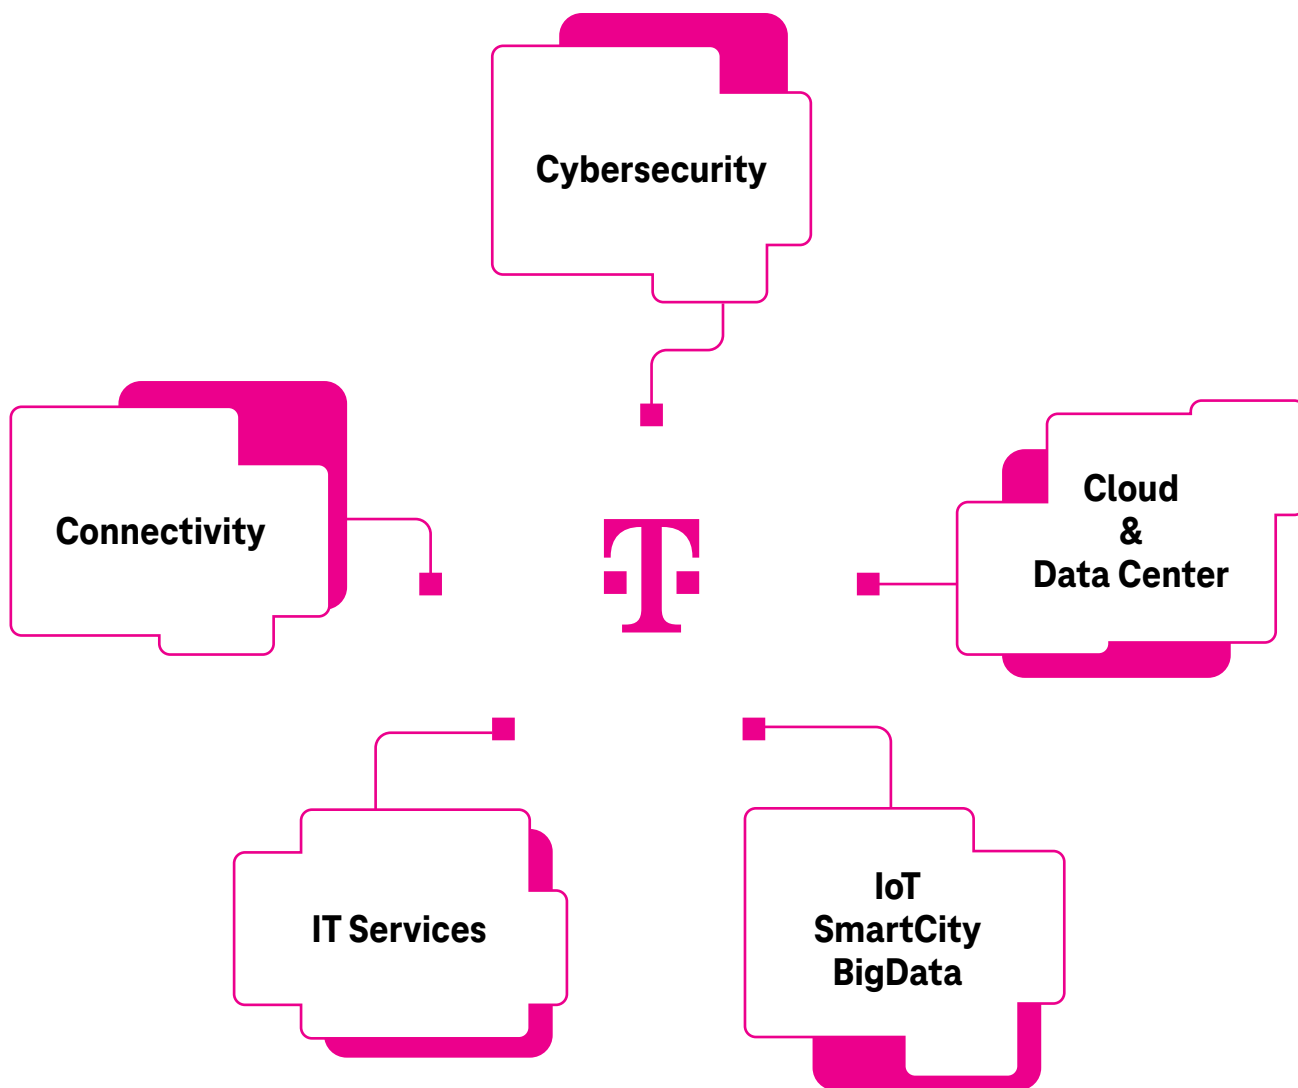 Cybersecurity
Connectivity
Cloud
&
Data Center
T
IT Services
IoT
SmartCity
BigData